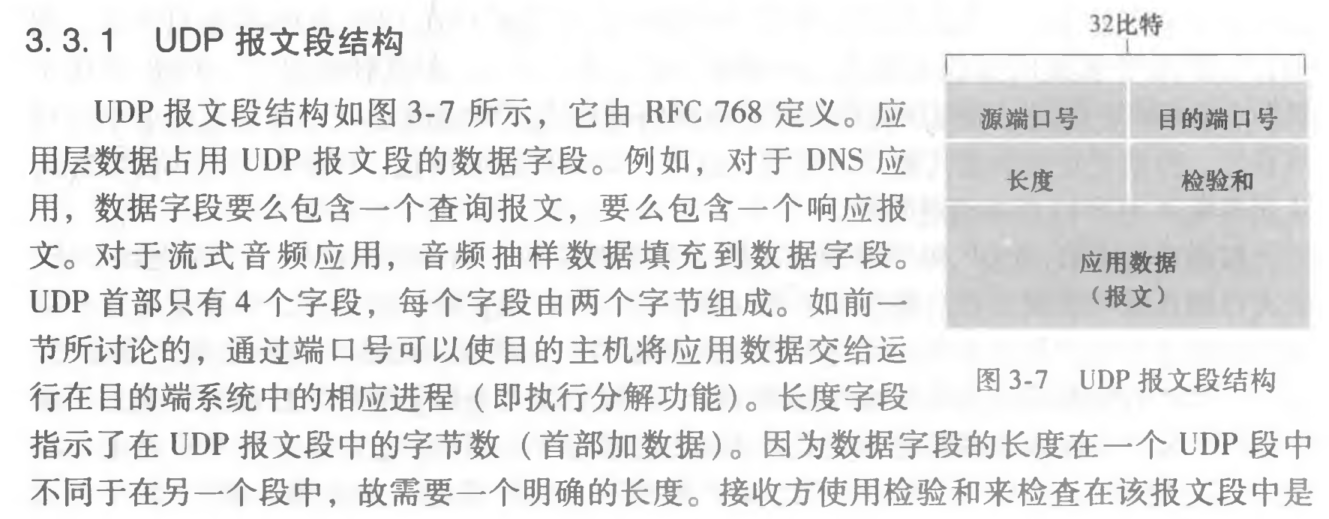 3.3.1 UDP 报文段结构
UDP 报文段结构如图 3-7 所示，它由 RFC 768 定义。应
用层数据占用 UDP 报文段的数据字段。例如，对于 DNS 应
用，数据字段要么包含一个查询报文，要么包含一个响应报
文。对于流式音频应用，音频抽样数据填充到数据字段。
UDP 首部只有 4 个字段，每个字段由两个字节组成。如前一
节所讨论的，通过端口号可以使目的主机将应用数据交给运
行在目的端系统中的相应进程（即执行分解功能）。长度字段
指示了在 UDP 报文段中的字节数（首部加数据）。因为数据字段的长度在一个 UDP 段中
不同于在另一个段中，故需要一个明确的长度。接收方使用检验和来检查在该报文段中是
32比特
源端口号 目的端口号
长度 检验和
应用数据
（报文）
图 3-7 UDP 报文段结构